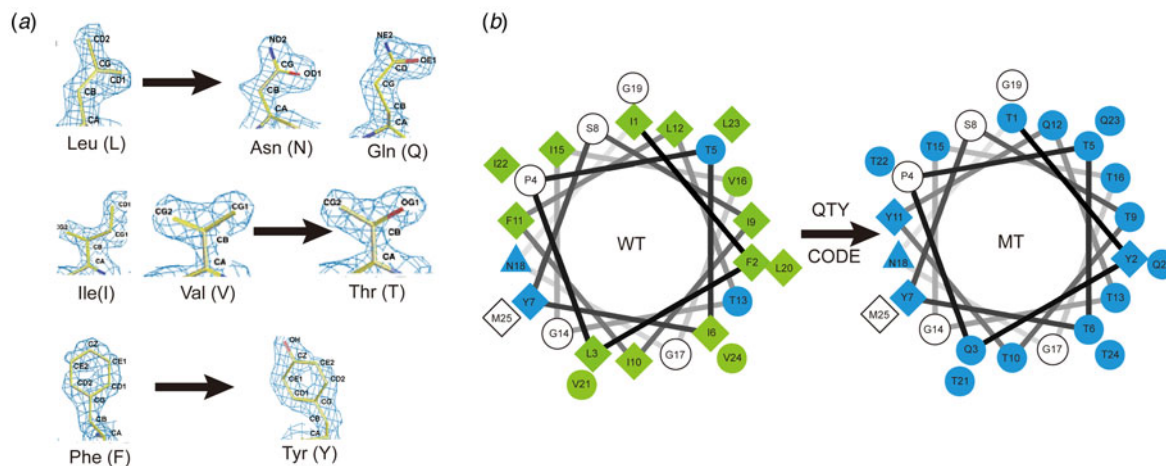 (a)
CD2
CG
CD1
CB
CA
Leu (L)
ND2
CG
OD1
CB
CA
Asn (N)
NE2
OE1
CD
CG
CB
CA
Gln (Q)
CD1
CG2
CG1
CB
CA
Ile(I)
CG2
CG1
CB
CA
Val (V)
CG2
OG1
CB
CA
Thr (T)
CZ
CE1
CE2
CD2
CD1
CG
CB
CA
Phe (F)
OH
CZ
CE2
CE1
CD2
CD1
CG
CB
CA
Tyr (Y)
(b)
G19
S8
I1
L12
L23
I15
T5
I22
V16
P4
F11
I9
WT
N18
F2
L20
Y7
T13
M25
G14
I6
L3
I10
G17
V24
V21
QTY
CODE
G19
S8
T1
Q12
Q23
T15
T5
T22
T16
P4
Y11
T9
MT
N18
Y2
Q2
Y7
T13
M25
G14
T6
Q3
T10
G17
T24
T21